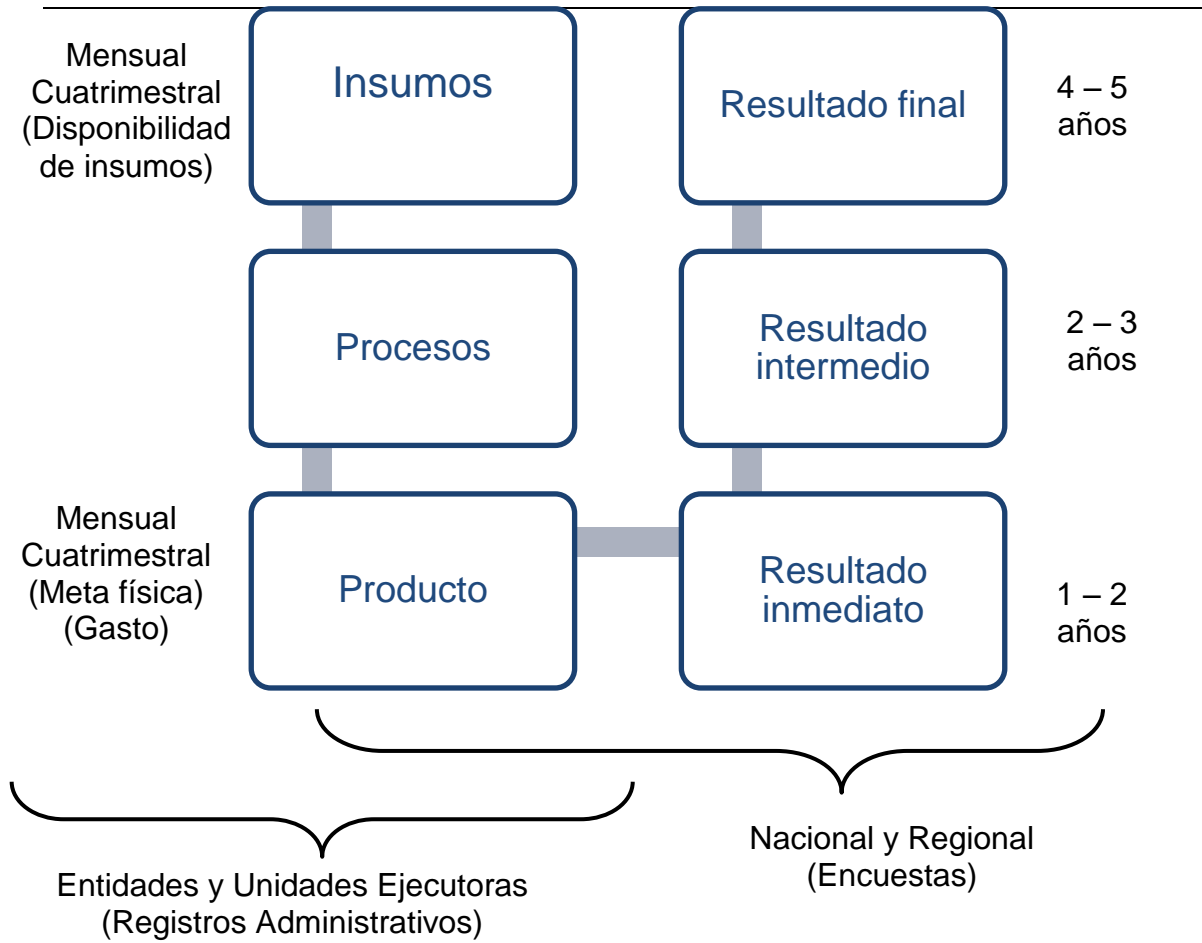 Mensual
Cuatrimestral
(Disponibilidad
de insumos)
Insumos
Resultado final
4 – 5
años
Procesos
Resultado
intermedio
2 – 3
años
Mensual
Cuatrimestral
(Meta física)
(Gasto)
Producto
Resultado
inmediato
1 – 2
años
Entidades y Unidades Ejecutoras
(Registros Administrativos)
Nacional y Regional
(Encuestas)